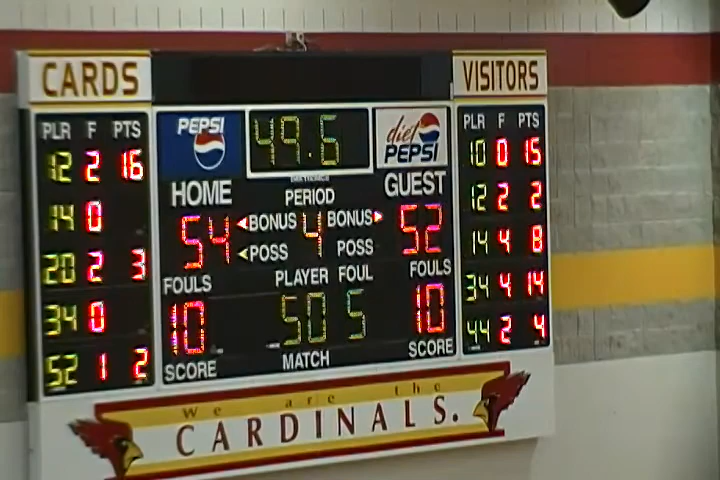 CARDS
VISITORS
PLR F PTS
12 2 16
14 0
20 2 3
34 0
52 1 2
PEPSI
49.6
diet PEPSI
HOME PERIOD GUEST
54 BONUS 4 BONUS 52
POSS POSS
FOULS PLAYER FOUL FOULS
10 50 5 10
SCORE MATCH SCORE
PLR F PTS
10 0 15
12 2 2
14 4 8
34 4 14
44 2 4
We are the
CARDINALS.